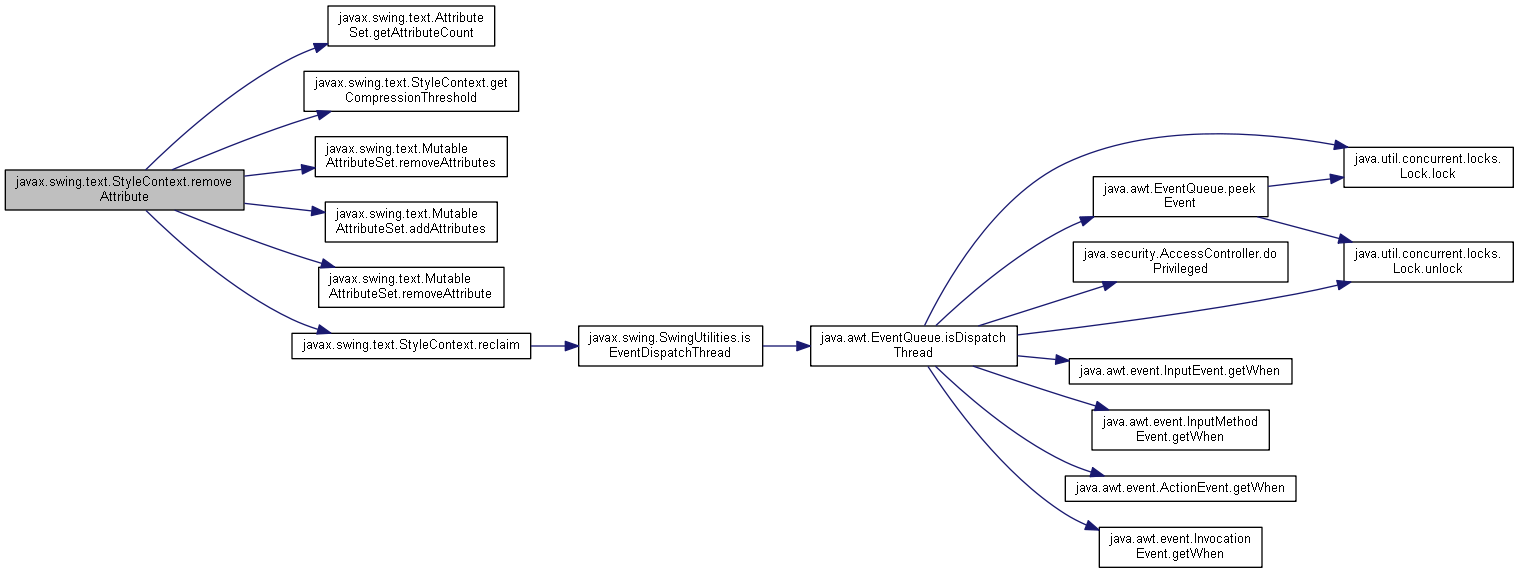 javax.swing.text.Attribute
Set.getAttributeCount
javax.swing.text.StyleContext.get
CompressionThreshold
javax.swing.text.Mutable
AttributeSet.removeAttributes
javax.swing.text.StyleContext.remove
Attribute
javax.swing.text.Mutable
AttributeSet.addAttributes
javax.swing.text.Mutable
AttributeSet.removeAttribute
javax.swing.text.StyleContext.reclaim
javax.swing.SwingUtilities.is
EventDispatchThread
java.awt.EventQueue.isDispatch
Thread
java.util.concurrent.locks.
Lock.lock
java.awt.EventQueue.peek
Event
java.security.AccessController.do
Privileged
java.util.concurrent.locks.
Lock.unlock
java.awt.event.InputEvent.getWhen
java.awt.event.InputMethod
Event.getWhen
java.awt.event.ActionEvent.getWhen
java.awt.event.Invocation
Event.getWhen